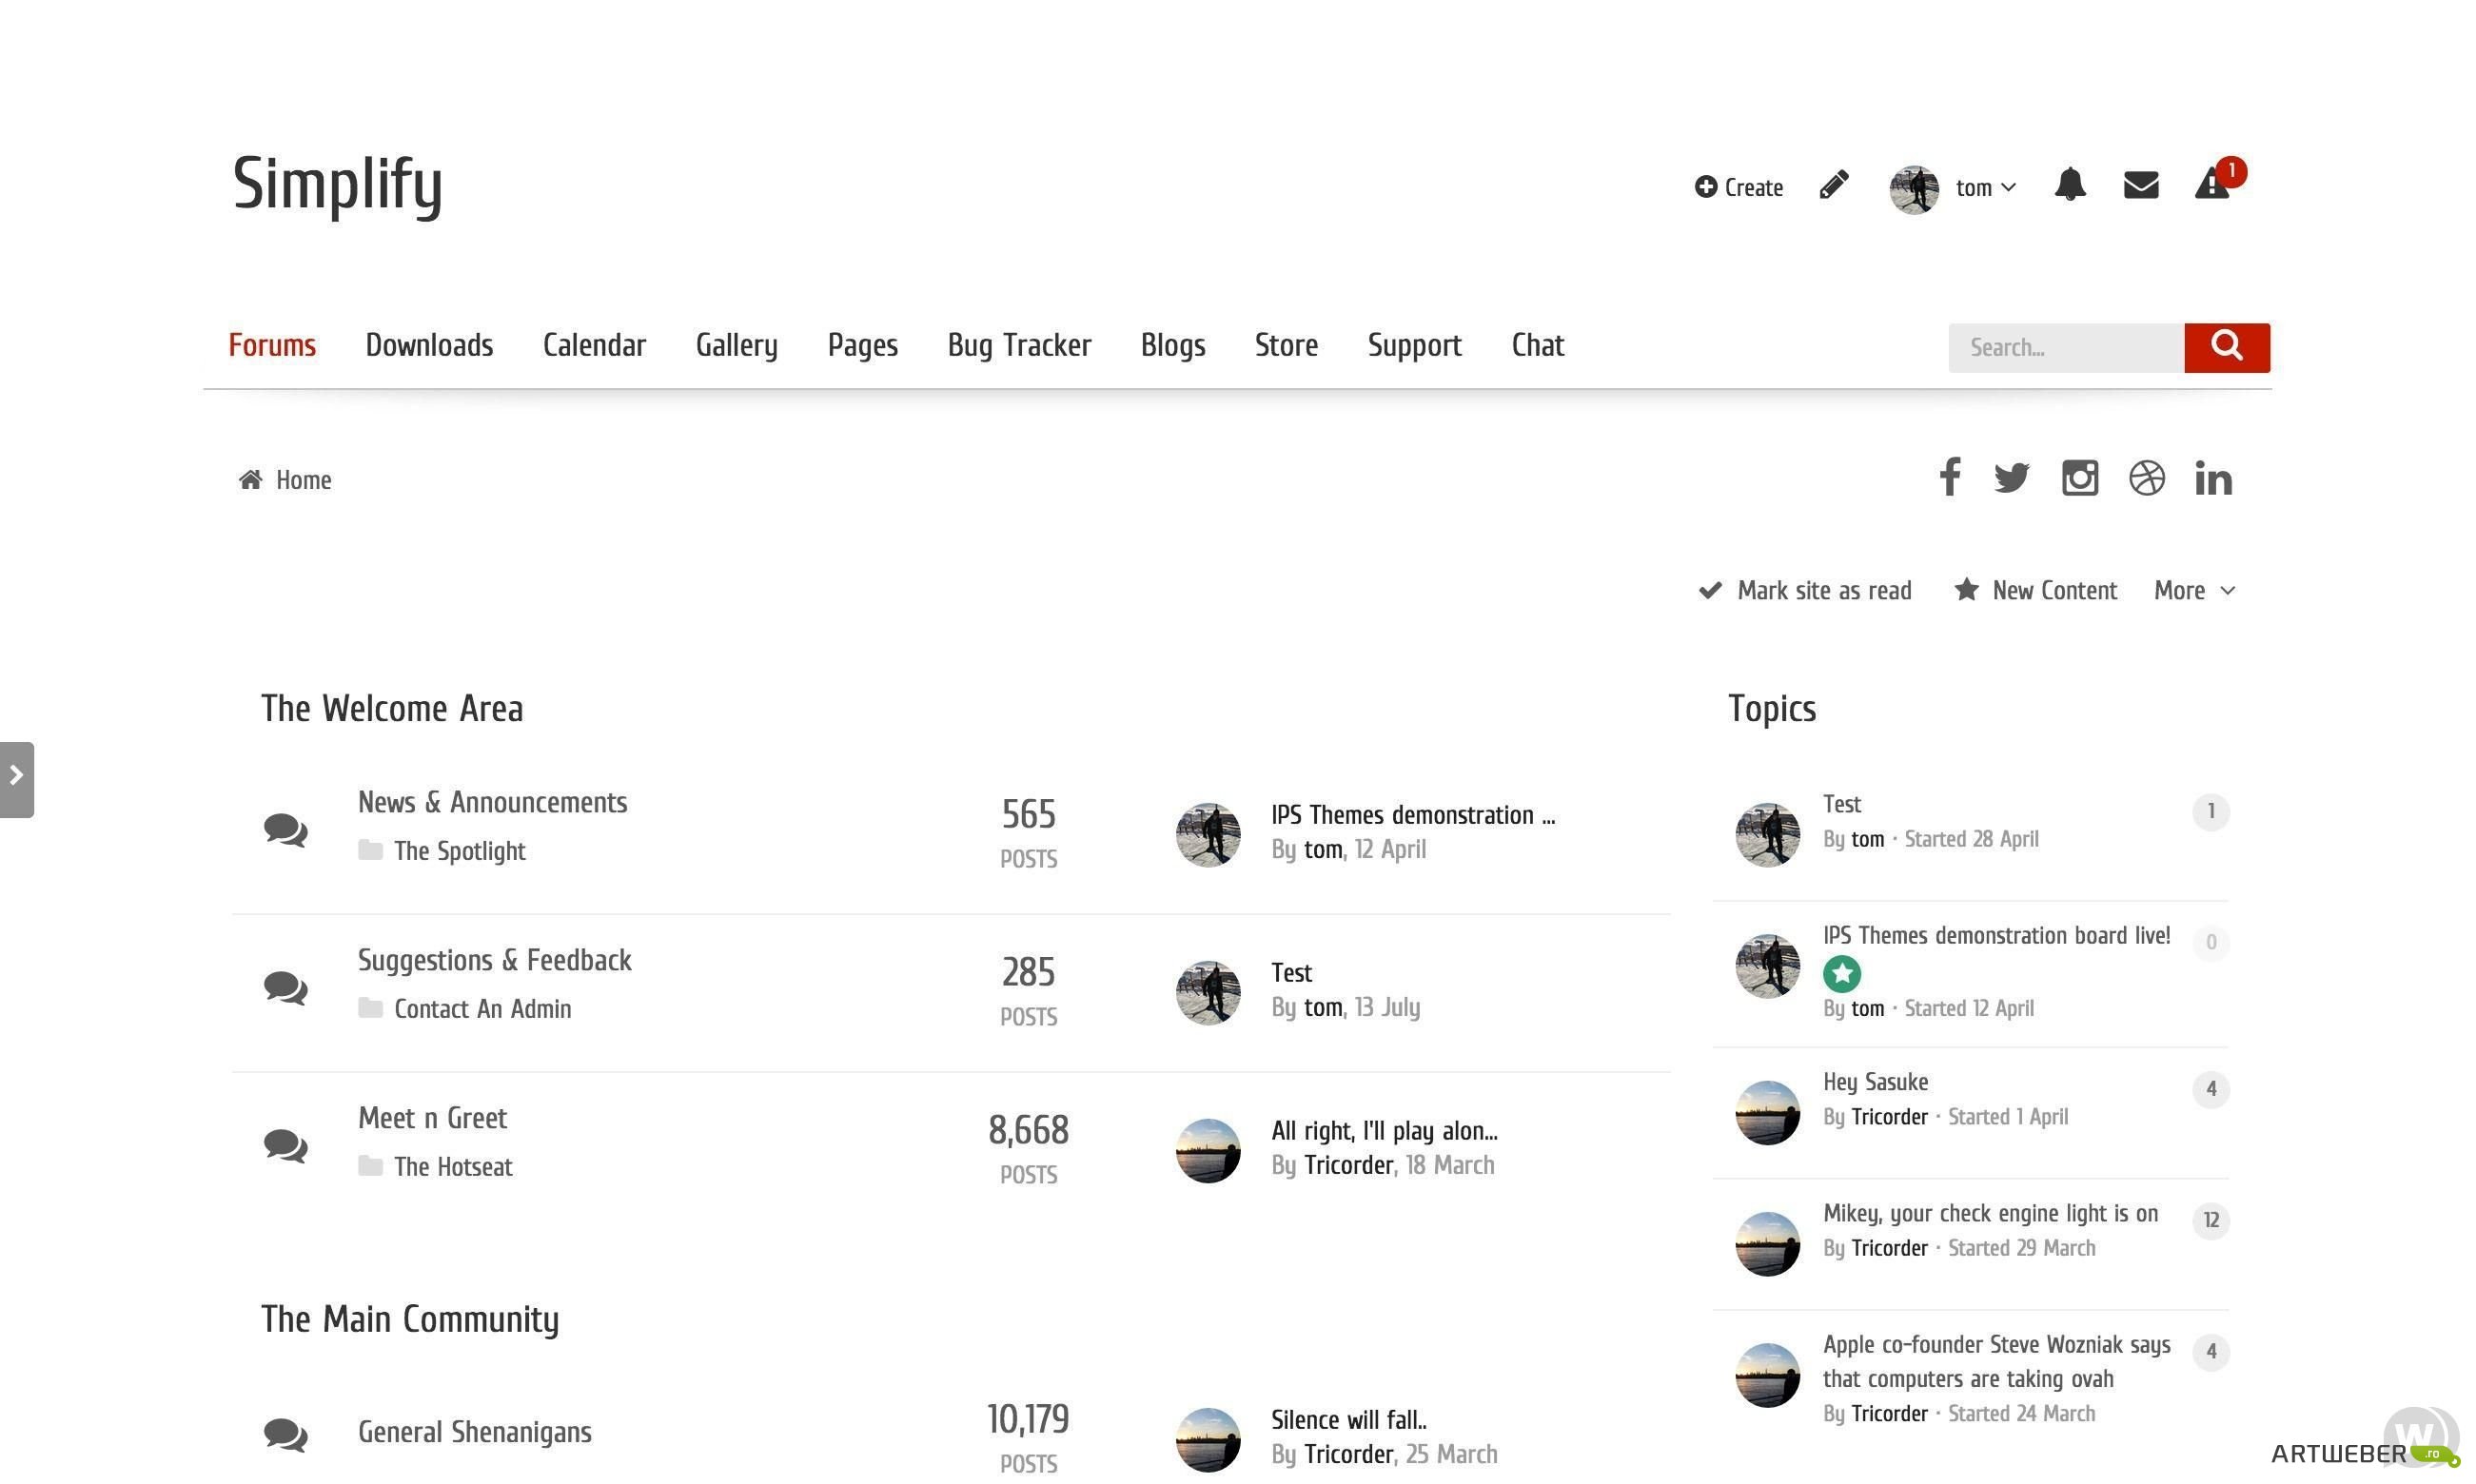 Simplify
Create
tom
1
Forums Downloads Calendar Gallery Pages Bug Tracker Blogs Store Support Chat
Search...
Home
Mark site as read New Content More
The Welcome Area
News & Announcements
The Spotlight
565
POSTS
IPS Themes demonstration ...
By tom, 12 April
Suggestions & Feedback
Contact An Admin
285
POSTS
Test
By tom, 13 July
Meet n Greet
The Hotseat
8,668
POSTS
All right, I'll play alon...
By Tricorder, 18 March
The Main Community
General Shenanigans
10,179
POSTS
Silence will fall..
By Tricorder, 25 March
Topics
Test
1
By tom · Started 28 April
IPS Themes demonstration board live!
0
By tom · Started 12 April
Hey Sasuke
4
By Tricorder · Started 1 April
Mikey, your check engine light is on
12
By Tricorder · Started 29 March
Apple co-founder Steve Wozniak says
4
that computers are taking ovah
By Tricorder · Started 24 March
W
ARTWEBER .ro